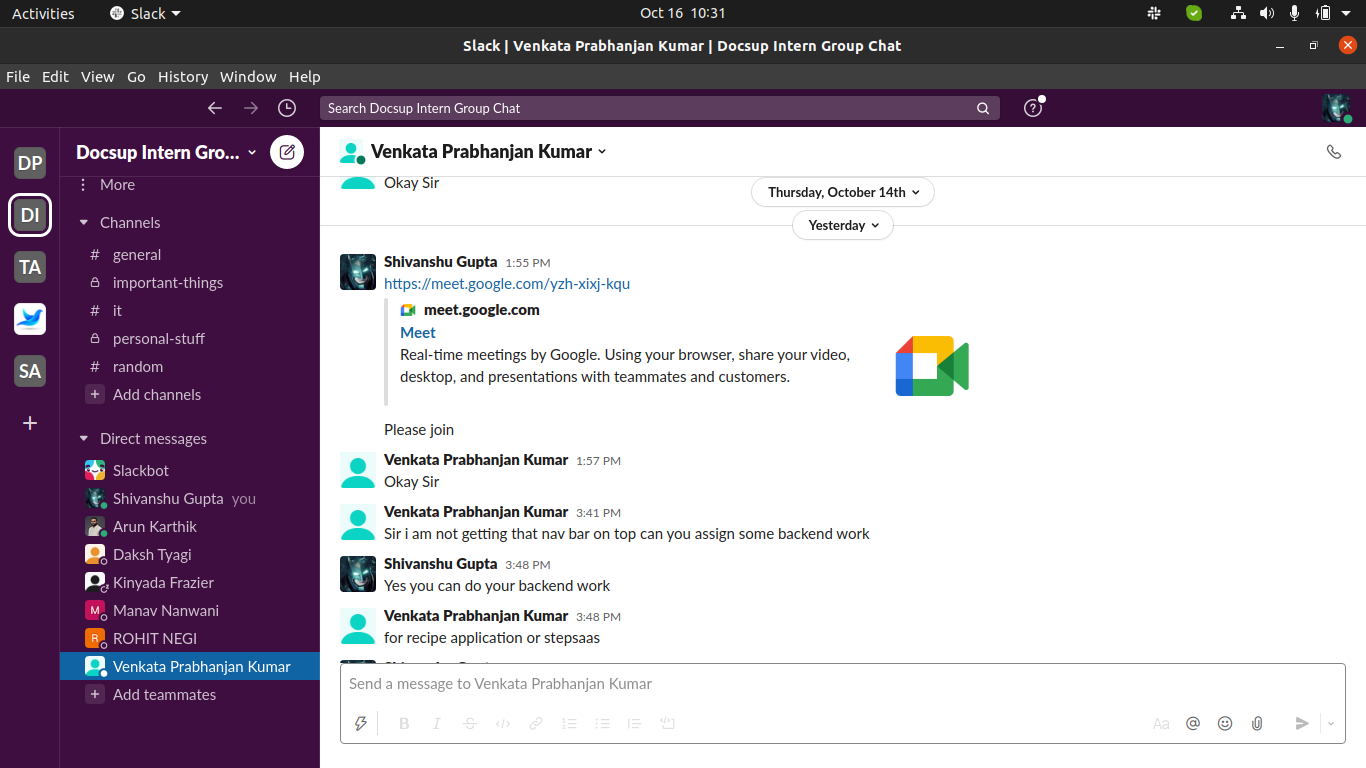 Activities
Slack
Oct 16 10:31
Slack | Venkata Prabhanjan Kumar | Docsup Intern Group Chat
File Edit View Go History Window Help
Search Docsup Intern Group Chat
DP
DI
TA
SA
+
Docsup Intern Gro...
More
Channels
# general
important-things
# it
personal-stuff
# random
+ Add channels
Direct messages
Slackbot
Shivanshu Gupta you
Arun Karthik
Daksh Tyagi
Kinyada Frazier
M Manav Nanwani
R ROHIT NEGI
Venkata Prabhanjan Kumar
+ Add teammates
Venkata Prabhanjan Kumar
Okay Sir
Thursday, October 14th
Yesterday
Shivanshu Gupta 1:55 PM
https://meet.google.com/yzh-xixj-kqu
meet.google.com
Meet
Real-time meetings by Google. Using your browser, share your video,
desktop, and presentations with teammates and customers.
Please join
Venkata Prabhanjan Kumar 1:57 PM
Okay Sir
Venkata Prabhanjan Kumar 3:41 PM
Sir i am not getting that nav bar on top can you assign some backend work
Shivanshu Gupta 3:48 PM
Yes you can do your backend work
Venkata Prabhanjan Kumar 3:48 PM
for recipe application or stepsaas
Send a message to Venkata Prabhanjan Kumar
B I S Aa @